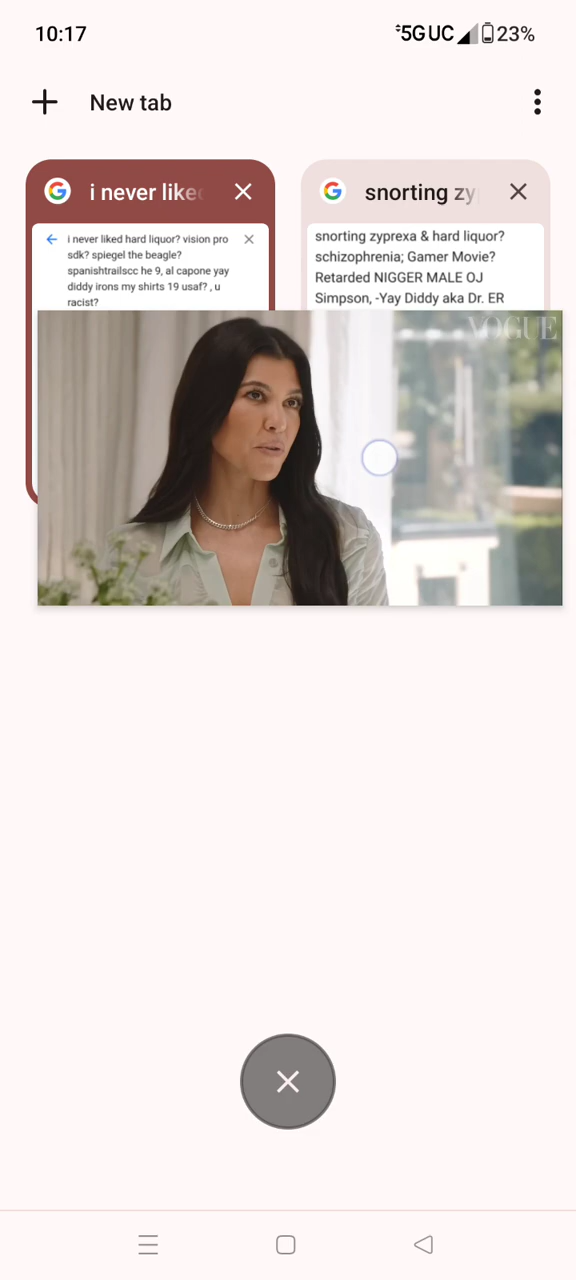 10:17
5G UC
23%
New tab
i never like
snorting zy
i never liked hard liquor? vision pro
sdk? spiegel the beagle?
spanishtrailscc he 9, al capone yay
diddy irons my shirts 19 usaf? , u
racist?
snorting zyprexa & hard liquor?
schizophrenia; Gamer Movie?
Retarded NIGGER MALE OJ
Simpson, -Yay Diddy aka Dr. ER
VOGUE